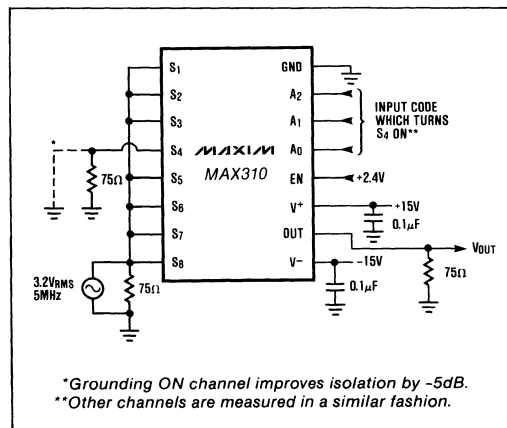 S1
S2
S3
S4
S5
S6
S7
S8
GND
A2
A1
A0
EN
V+
OUT
V−
MAXIM
MAX310
*
75Ω
3.2VRMS
5MHz
75Ω
INPUT CODE
WHICH TURNS
S4 ON**
+2.4V
+15V
0.1μF
VOUT
−15V
0.1μF
75Ω
*Grounding ON channel improves isolation by -5dB.
**Other channels are measured in a similar fashion.